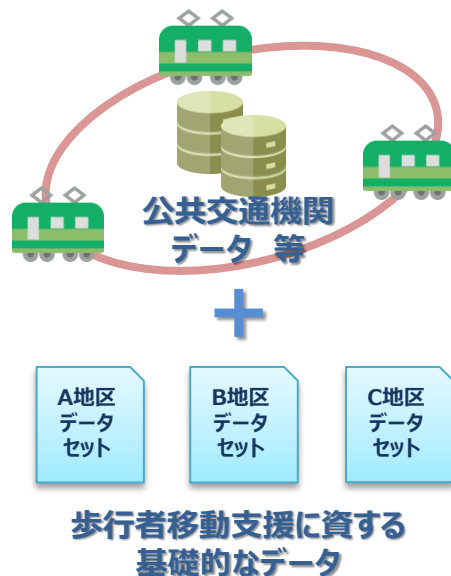 公共交通機関
データ 等
+
A地区
データ
セット
B地区
データ
セット
C地区
データ
セット
歩行者移動支援に資する
基礎的なデータ